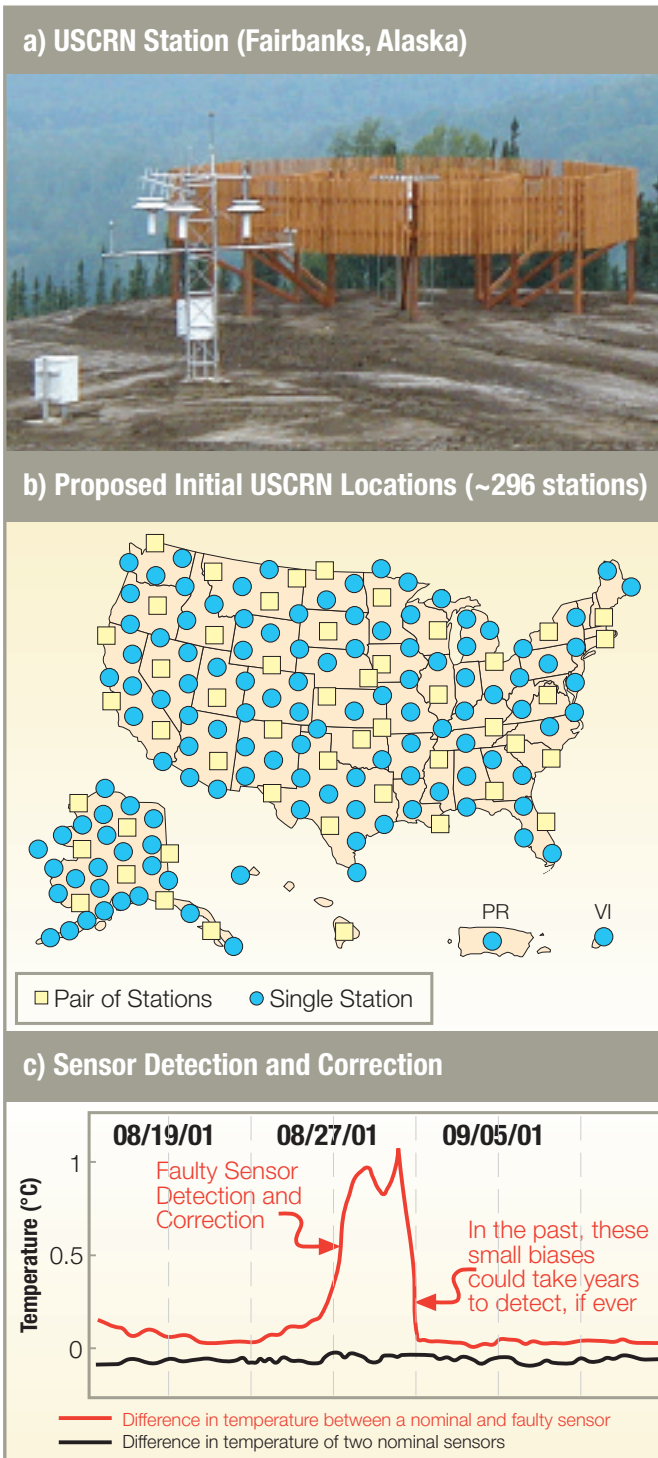 a) USCRN Station (Fairbanks, Alaska)
b) Proposed Initial USCRN Locations (~296 stations)
PR
VI
Pair of Stations
Single Station
c) Sensor Detection and Correction
08/19/01
08/27/01
09/05/01
Temperature (°C)
1
0.5
0
Faulty Sensor
Detection and
Correction
In the past, these
small biases
could take years
to detect, if ever
Difference in temperature between a nominal and faulty sensor
Difference in temperature of two nominal sensors